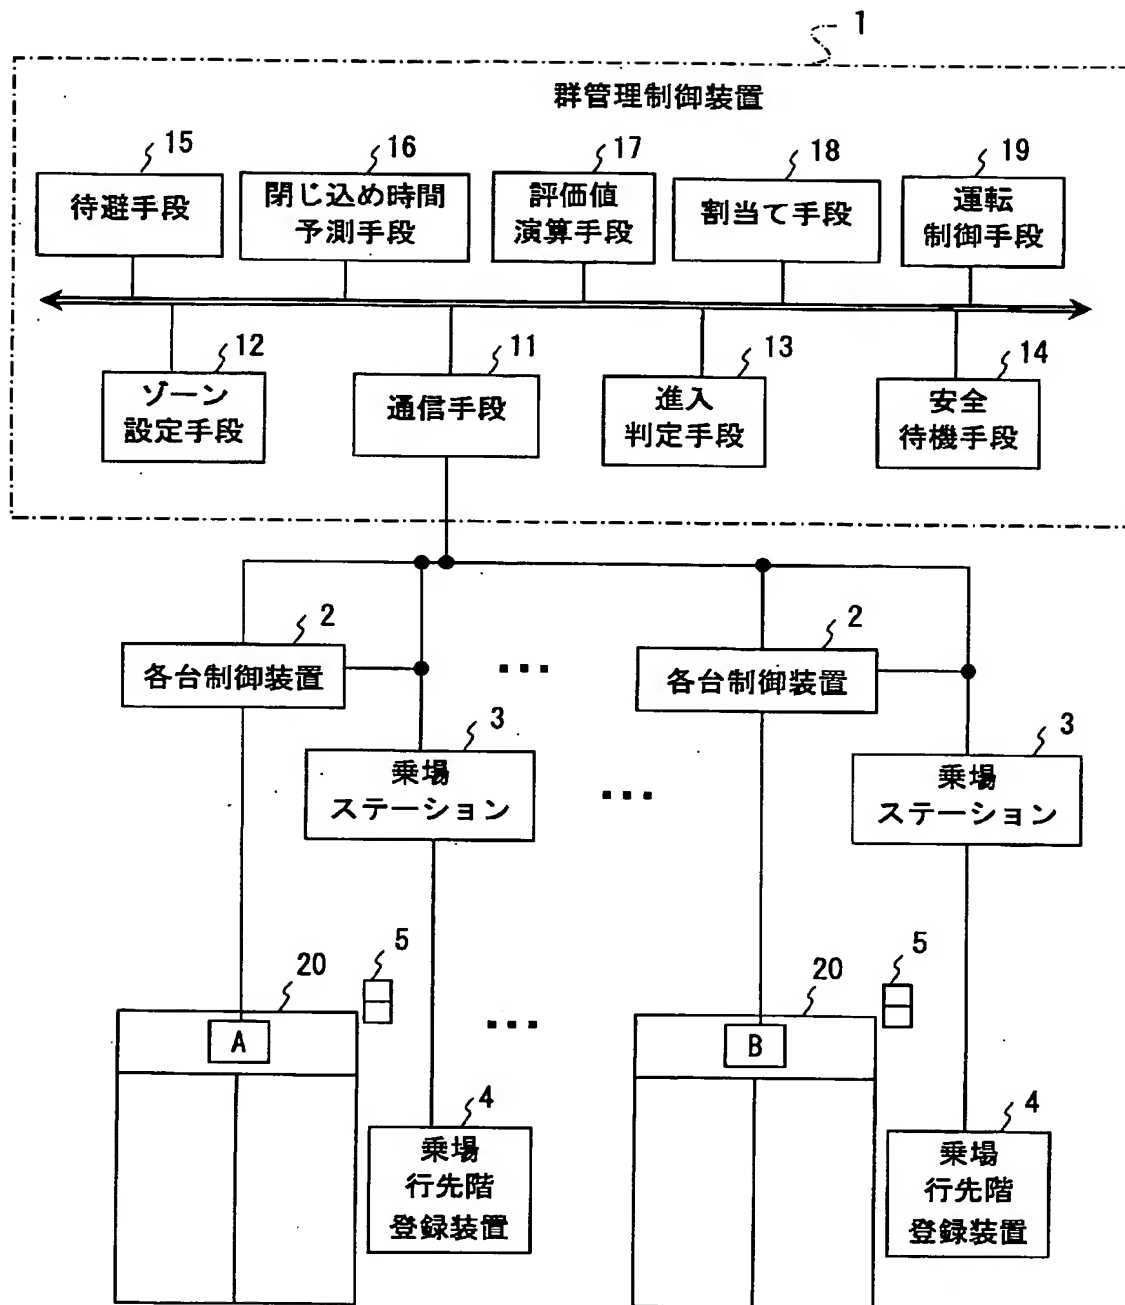 1
群管理制御装置
15
16
17
18
19
待避手段
閉じ込め時間
予測手段
評価値
演算手段
割当て手段
運転
制御手段
12
11
13
14
ゾーン
設定手段
通信手段
進入
判定手段
安全
待機手段
2
2
各台制御装置
各台制御装置
3
3
乗場
ステーション
乗場
ステーション
20
5
20
5
A
B
4
4
乗場
行先階
登録装置
乗場
行先階
登録装置